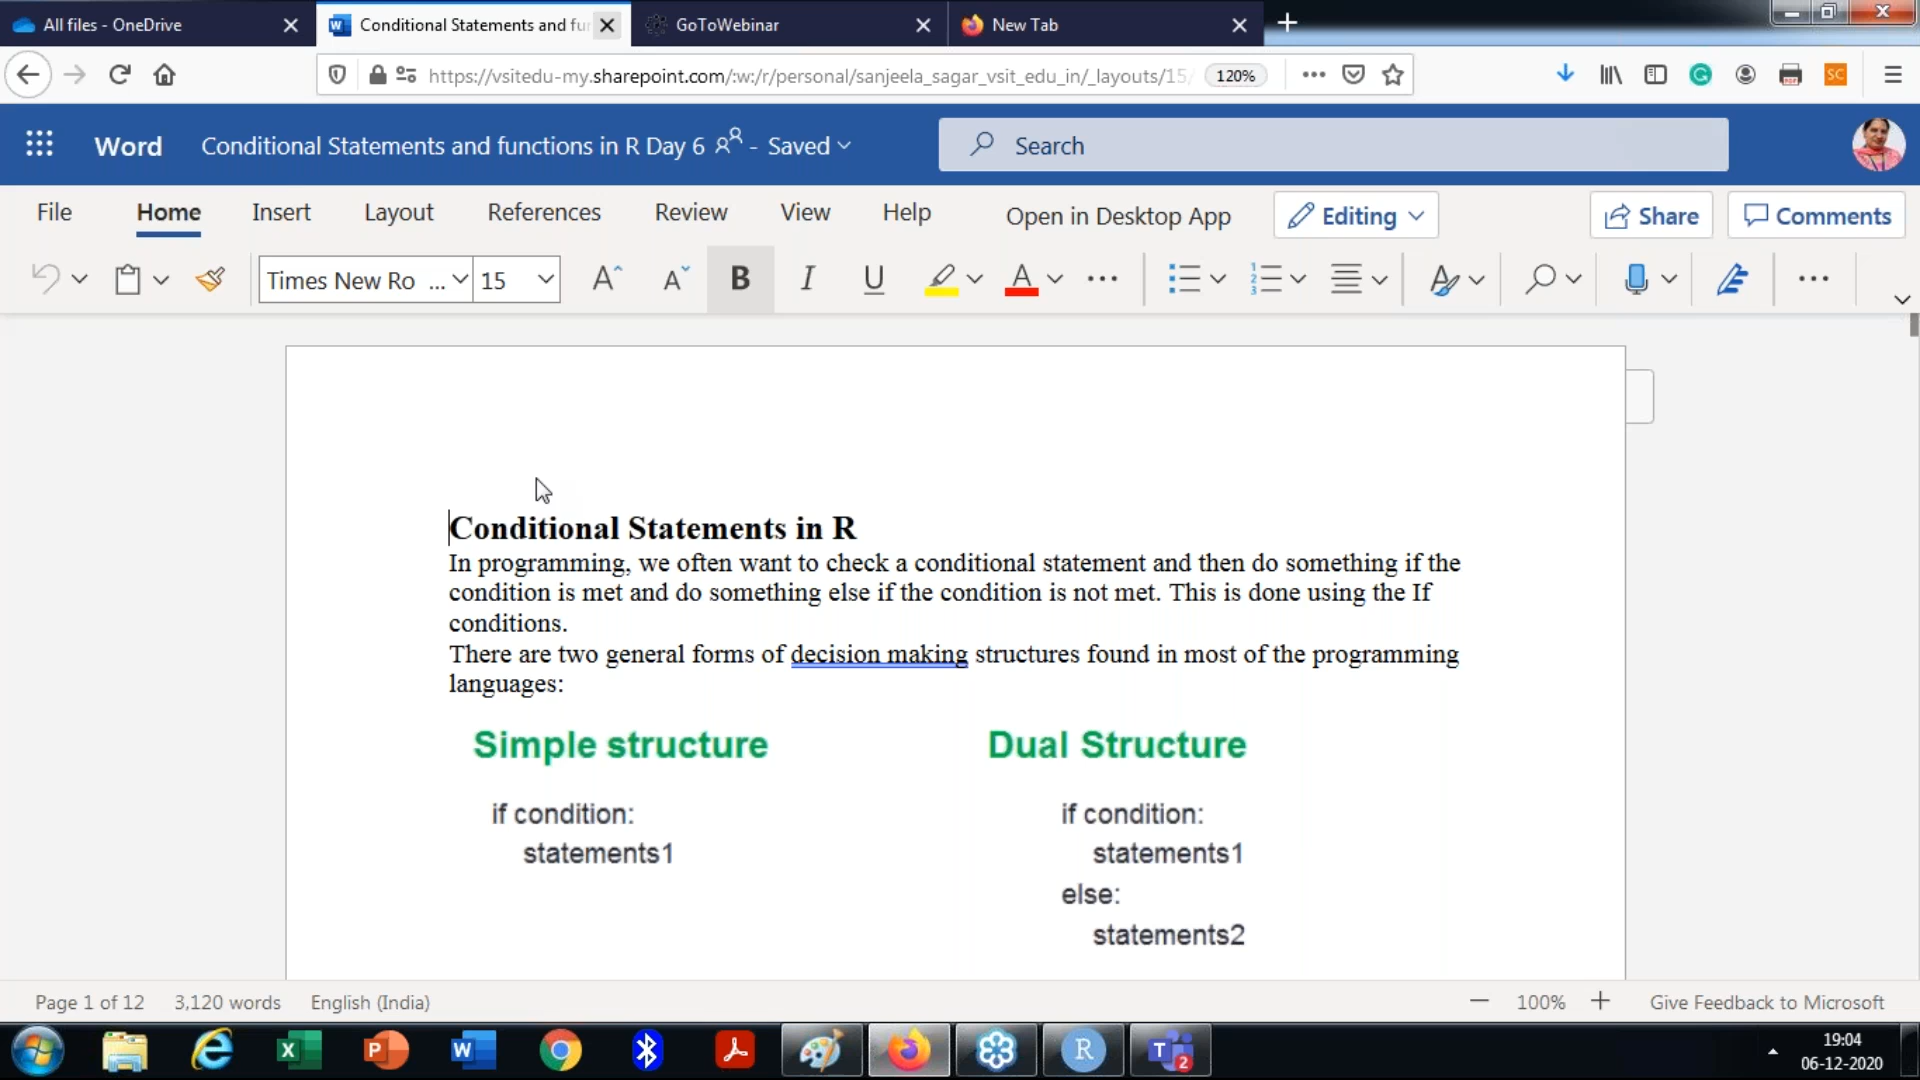 All files - OneDrive
Conditional Statements and fu
GoToWebinar
New Tab
https://vsitedu-my.sharepoint.com/:w:/r/personal/sanjeela_sagar_vsit_edu_in/_layouts/15/
120%
SC
Word
Conditional Statements and functions in R Day 6 - Saved
Search
File
Home
Insert
Layout
References
Review
View
Help
Open in Desktop App
Editing
Share
Comments
Times New Ro ...
15
Conditional Statements in R
In programming, we often want to check a conditional statement and then do something if the
condition is met and do something else if the condition is not met. This is done using the If
conditions.
There are two general forms of decision making structures found in most of the programming
languages:
Simple structure
if condition:
statements1
Dual Structure
if condition:
statements1
else:
statements2
Page 1 of 12
3,120 words
English (India)
100%
Give Feedback to Microsoft
19:04
06-12-2020